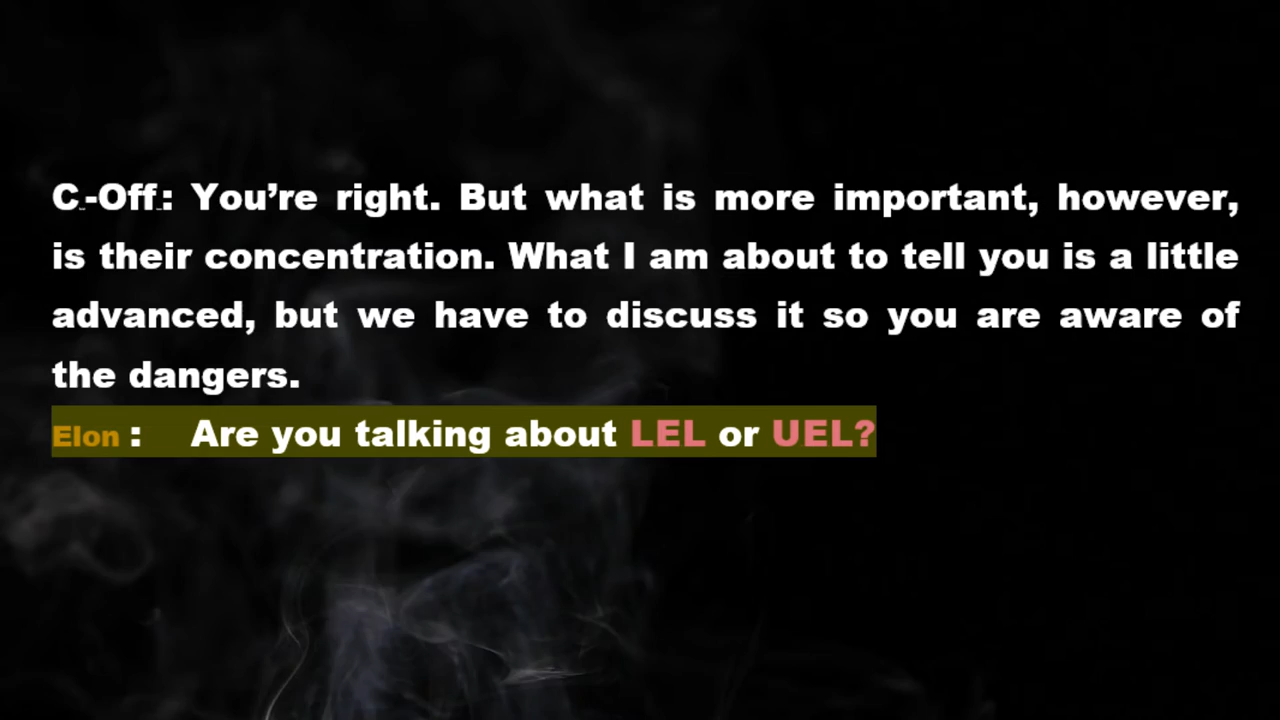 C.-Off.: You’re right. But what is more important, however,
is their concentration. What I am about to tell you is a little
advanced, but we have to discuss it so you are aware of
the dangers.
Elon : Are you talking about LEL or UEL?